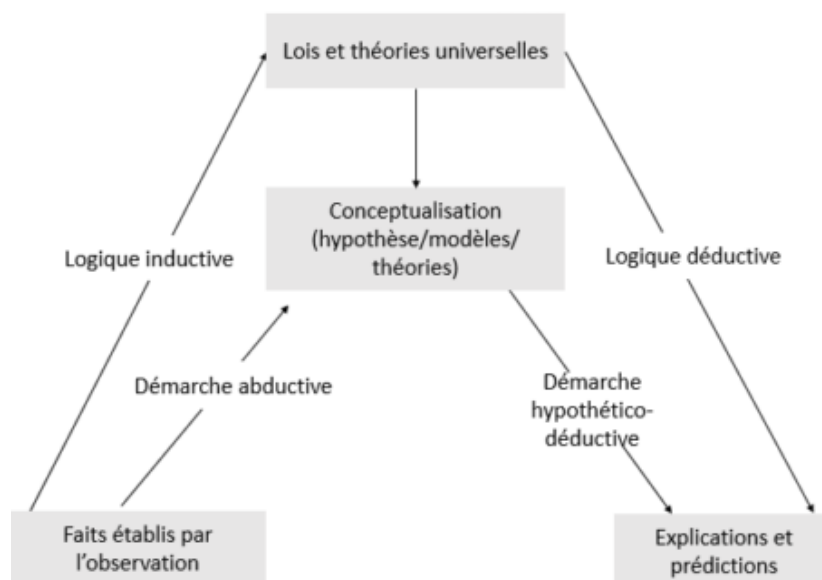 Lois et théories universelles
Conceptualisation
(hypothèse/modèles/
théories)
Logique inductive
Logique déductive
Démarche abductive
Démarche
hypothético-
déductive
Faits établis par
l'observation
Explications et
prédictions